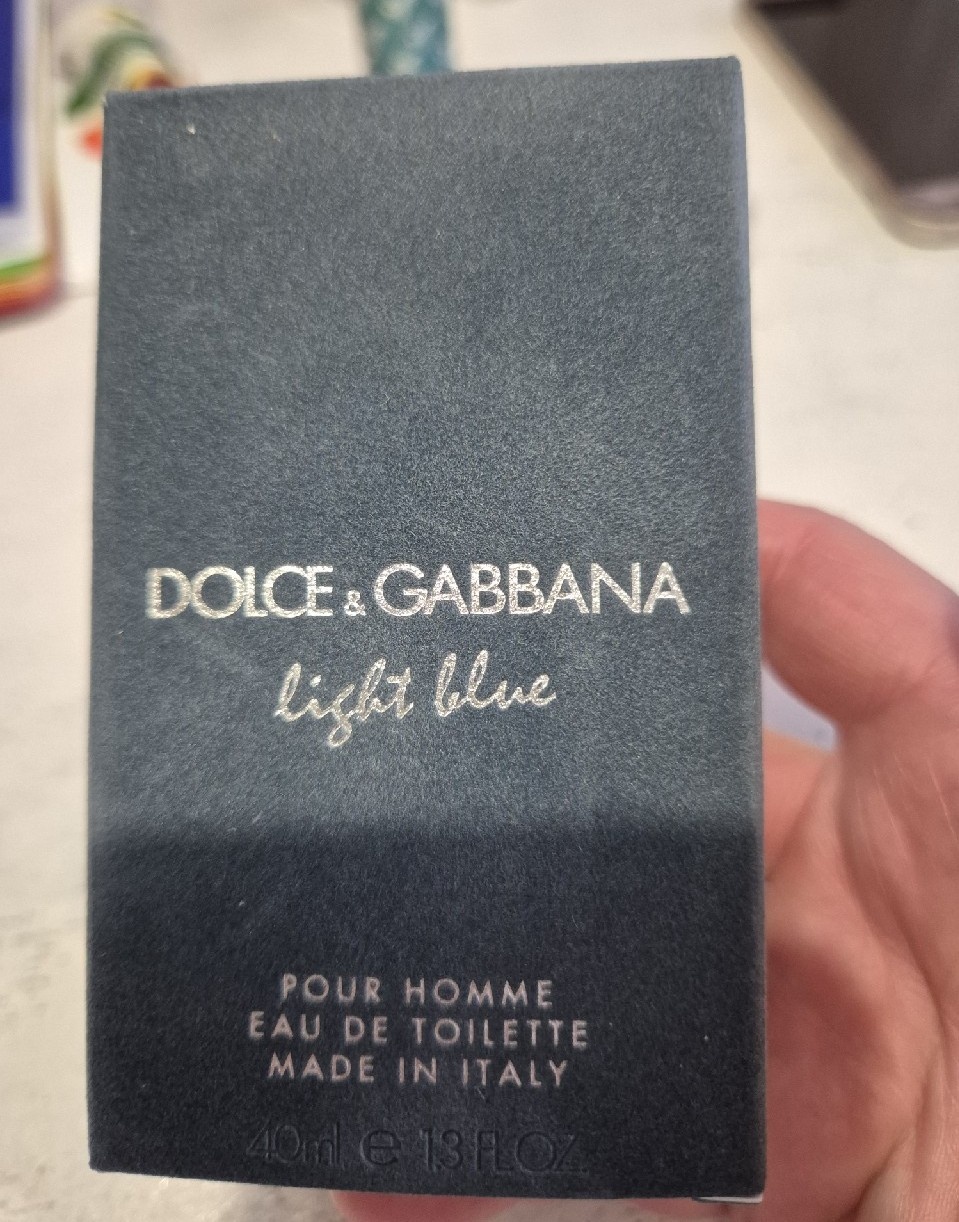 DOLCE & GABBANA
light blue
POUR HOMME
EAU DE TOILETTE
MADE IN ITALY
40ml e 1.3 FL.OZ.